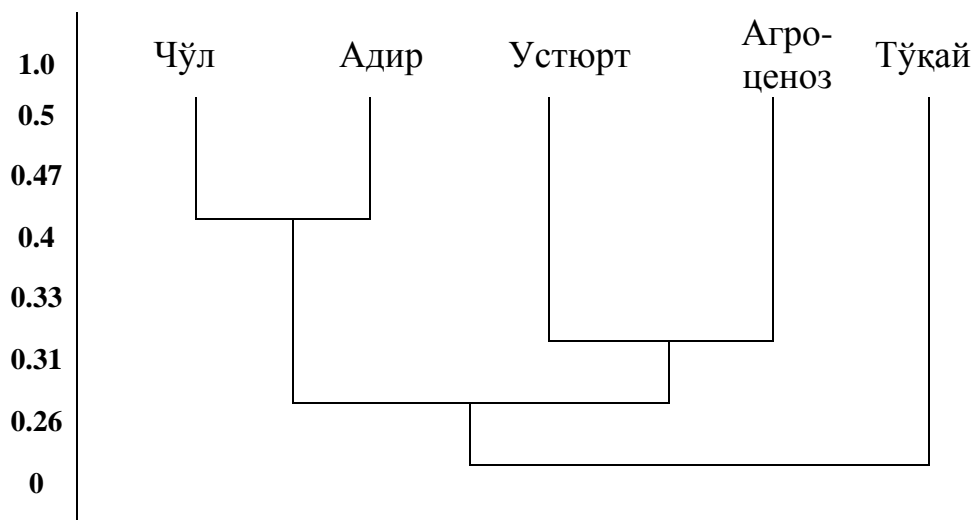 Чўл
Адир
Устюрт
Агро-
ценоз
Тўқай
1.0
0.5
0.47
0.4
0.33
0.31
0.26
0